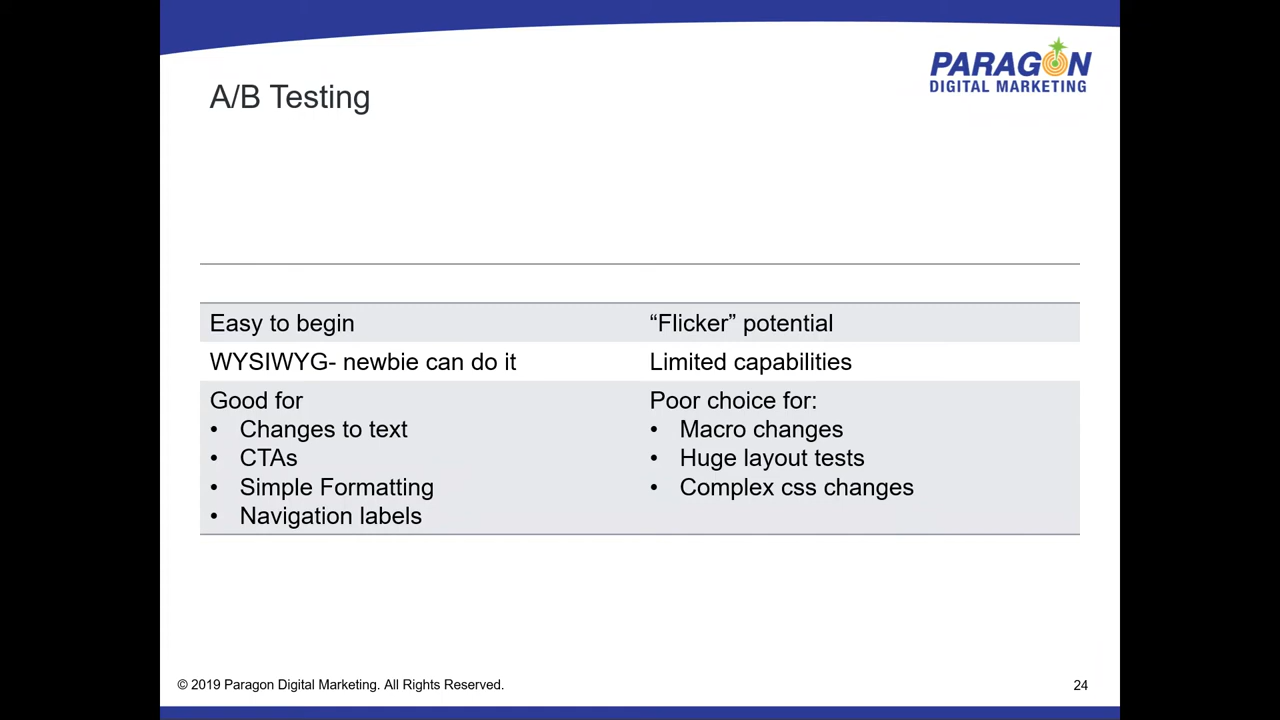 PARAGON
DIGITAL MARKETING
A/B Testing
Easy to begin
“Flicker” potential
WYSIWYG- newbie can do it
Limited capabilities
Good for
• Changes to text
• CTAs
• Simple Formatting
• Navigation labels
Poor choice for:
• Macro changes
• Huge layout tests
• Complex css changes
© 2019 Paragon Digital Marketing. All Rights Reserved.
24